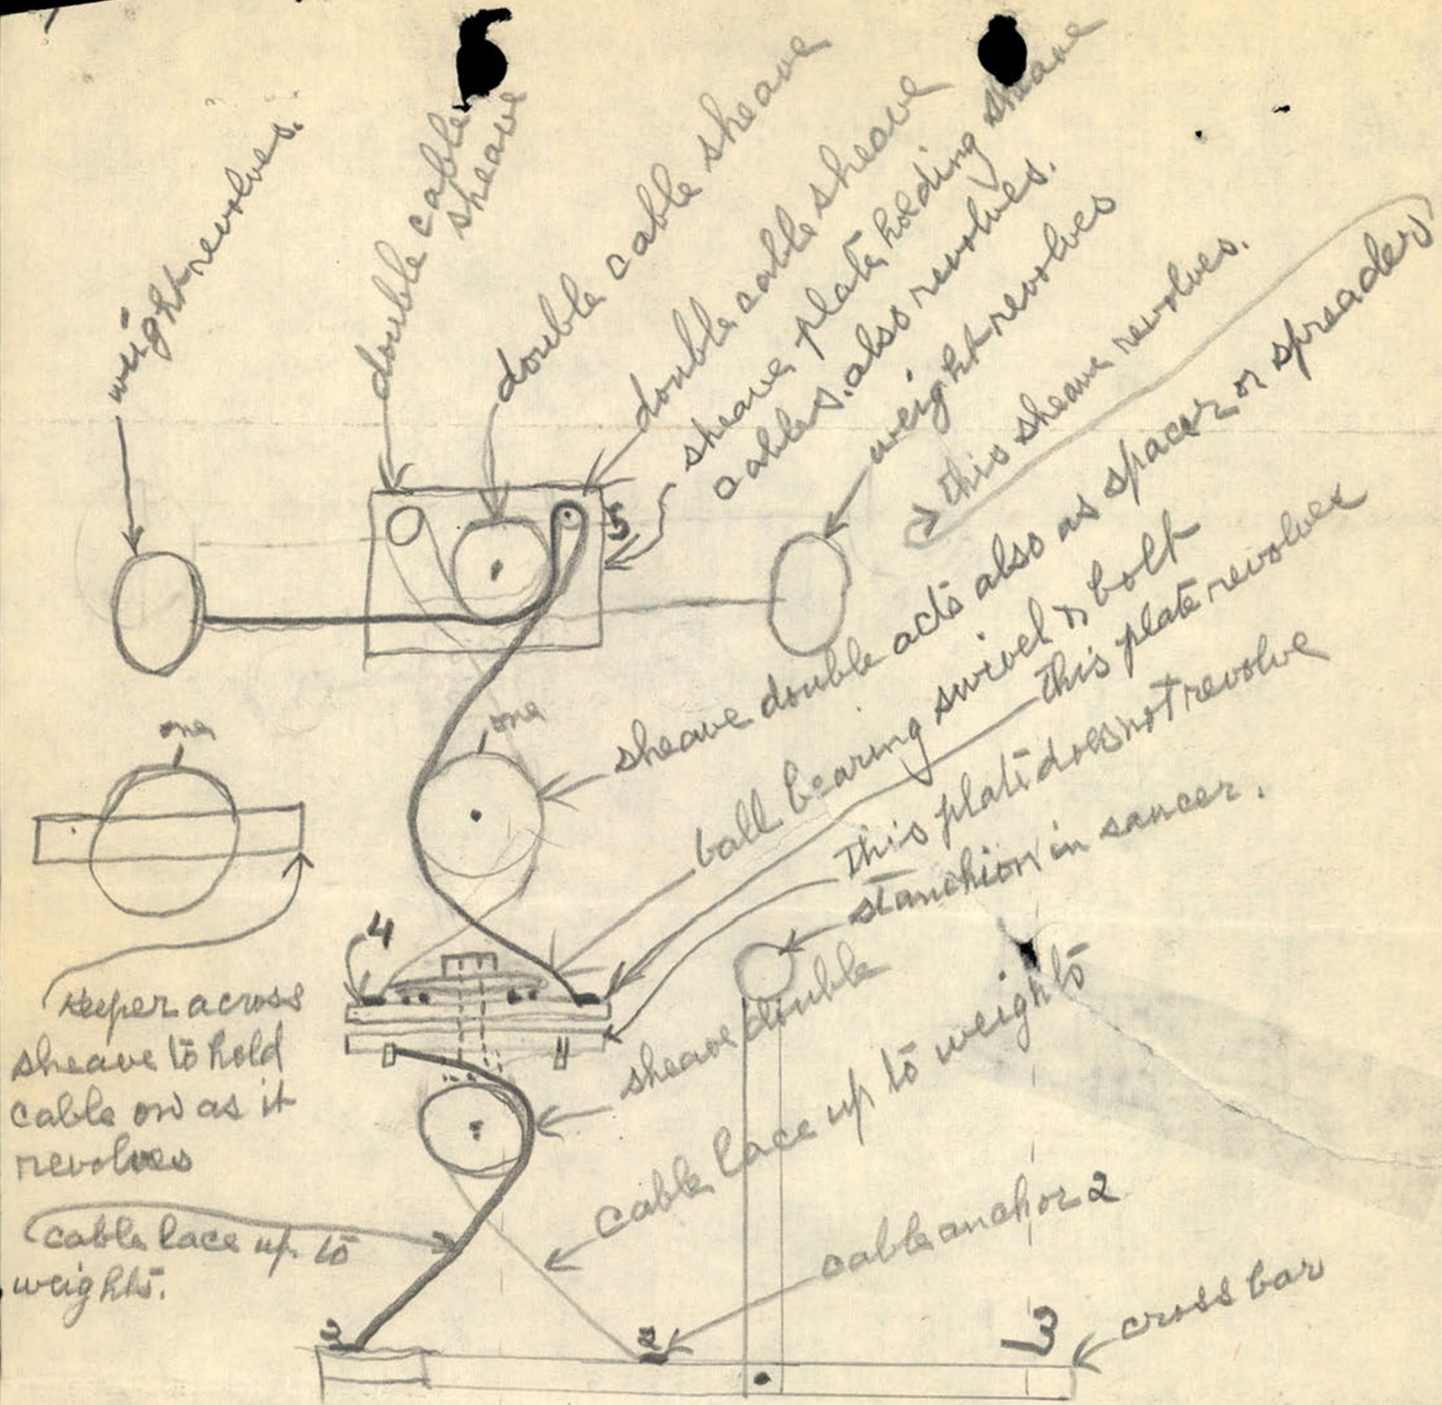 weight revolves.
double cable
sheave
double cable sheave
double cable sheave
sheave plate holding sheave
cables. also revolves.
weight revolves
this sheave revolves.
sheave double acts also as spacer or spreader
ball bearing swivel & bolt
this plate revolves
this plate does not revolve
stanchion in saucer.
5
one
one
4
keeper across
sheave to hold
cable on as it
revolves
sheave double
cable lace up to weights
cable lace up to
weights.
cable anchor 2
cross bar
2
2
3